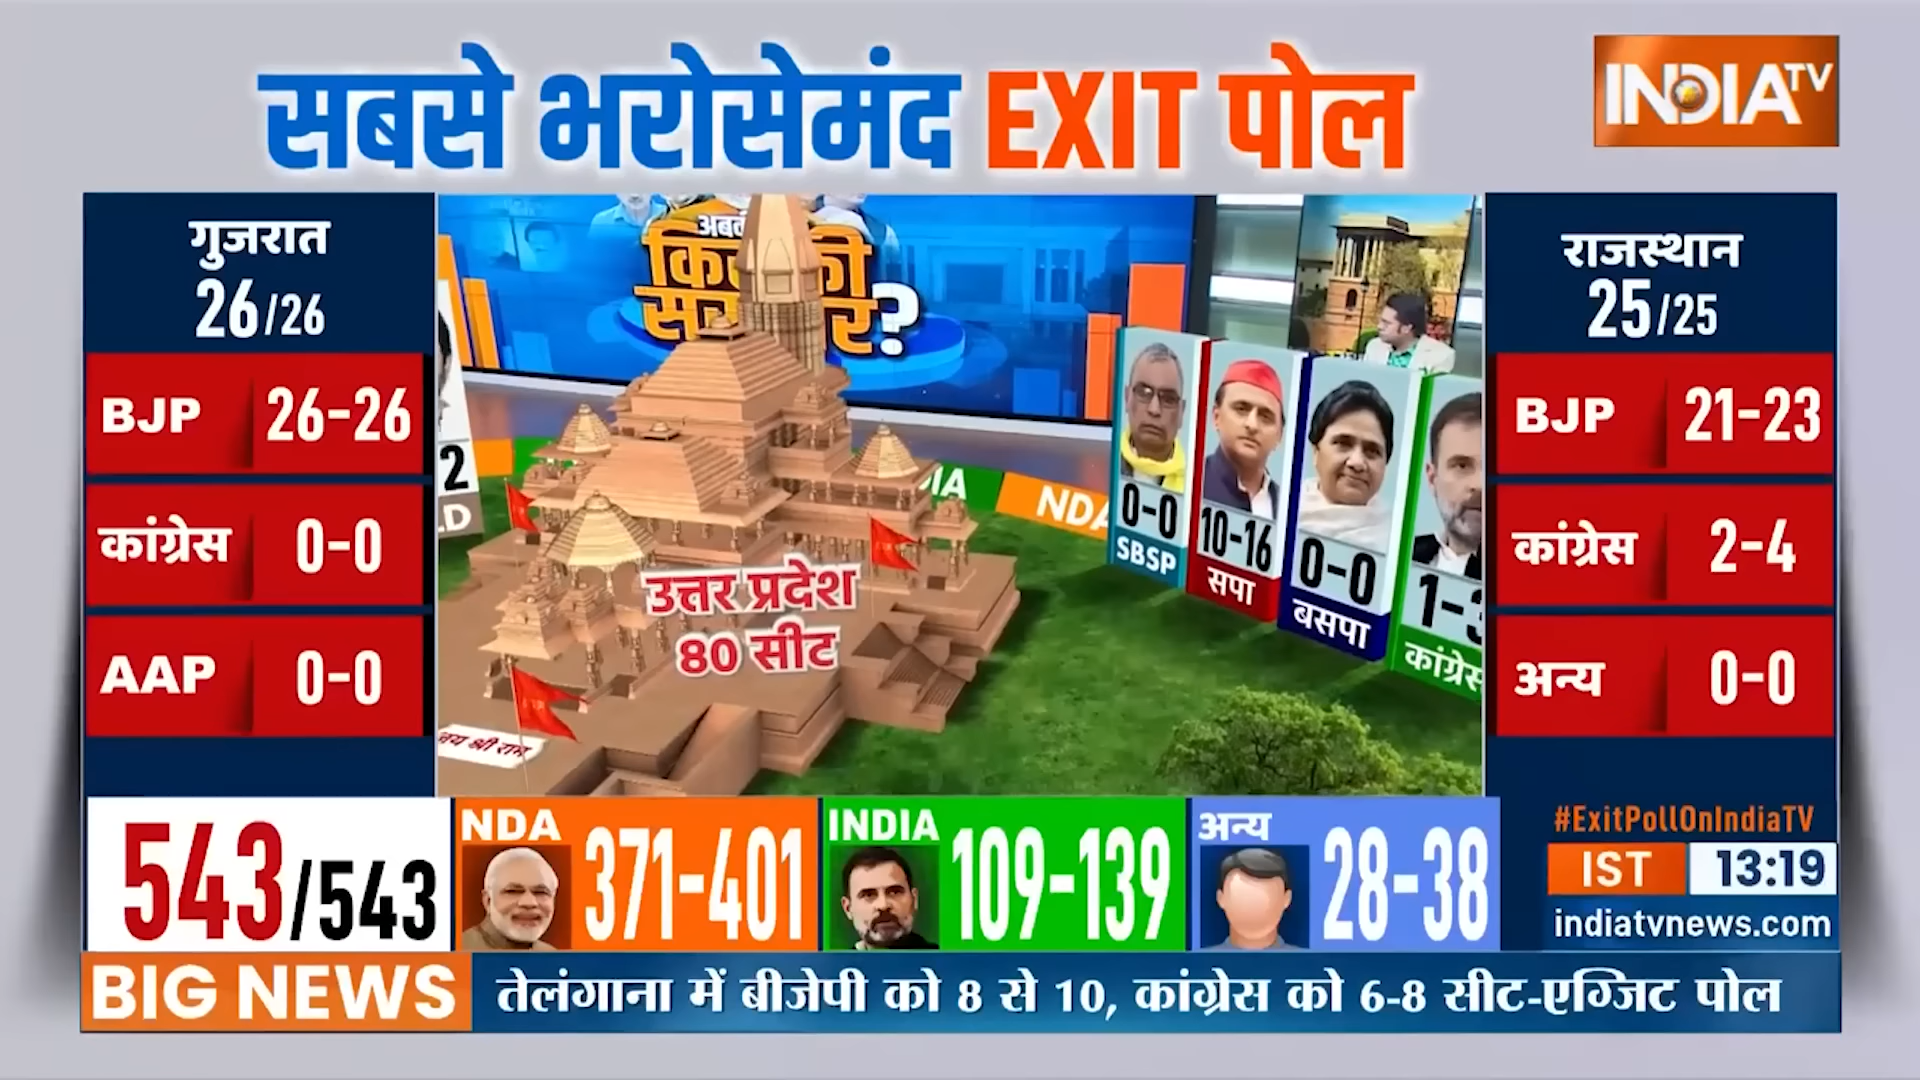 सबसे भरोसेमंद EXIT पोल
INDIA TV
गुजरात
26/26
BJP 26-26
कांग्रेस 0-0
AAP 0-0
?
NDA
उत्तर प्रदेश
80 सीट
जय श्री राम
0-0
SBSP
10-16
सपा
0-0
बसपा
कांग्रेस
राजस्थान
25/25
BJP 21-23
कांग्रेस 2-4
अन्य 0-0
543/543
NDA
371-401
INDIA
109-139
अन्य
28-38
#ExitPollOnIndiaTV
IST 13:19
indiatvnews.com
BIG NEWS
तेलंगाना में बीजेपी को 8 से 10, कांग्रेस को 6-8 सीट-एग्जिट पोल